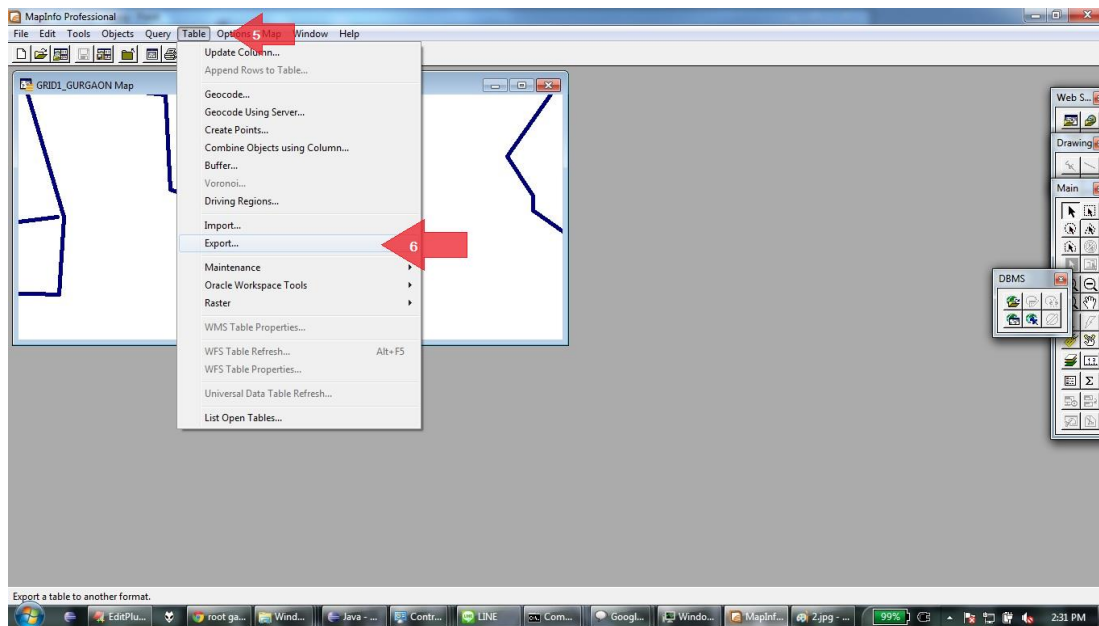 MapInfo Professional
File Edit Tools Objects Query Table Options Map Window Help
5
Update Column...
Append Rows to Table...
GRID1_GURGAON Map
Geocode...
Geocode Using Server...
Create Points...
Combine Objects using Column...
Buffer...
Voronoi...
Driving Regions...
Import...
Export...
6
Maintenance
Oracle Workspace Tools
Raster
WMS Table Properties...
WFS Table Refresh... Alt+F5
WFS Table Properties...
Universal Data Table Refresh...
List Open Tables...
Web S...
Drawing
Main
DBMS
Export a table to another format.
EditPlu... root ga... Wind... Java - ... Contr... LINE Com... Googl... Windo... MapInf... 2.jpg - ... 99% 2:31 PM